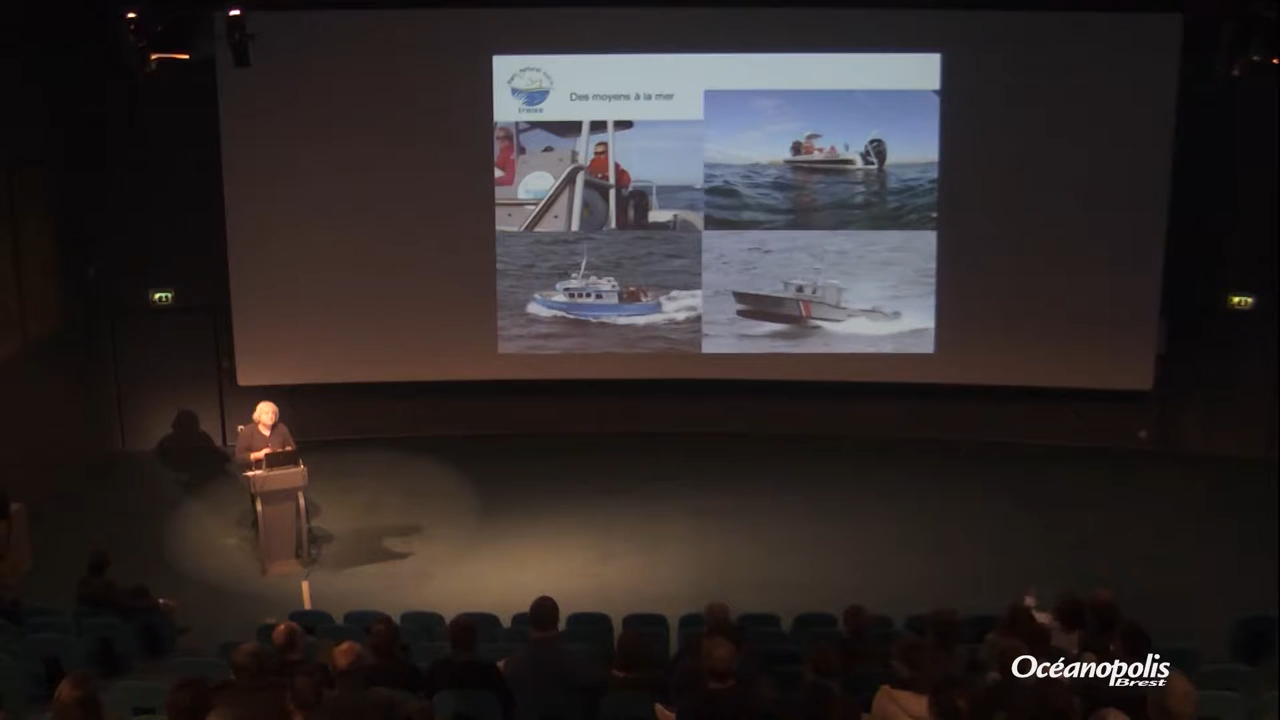 Des moyens à la mer
Océanopolis
Brest